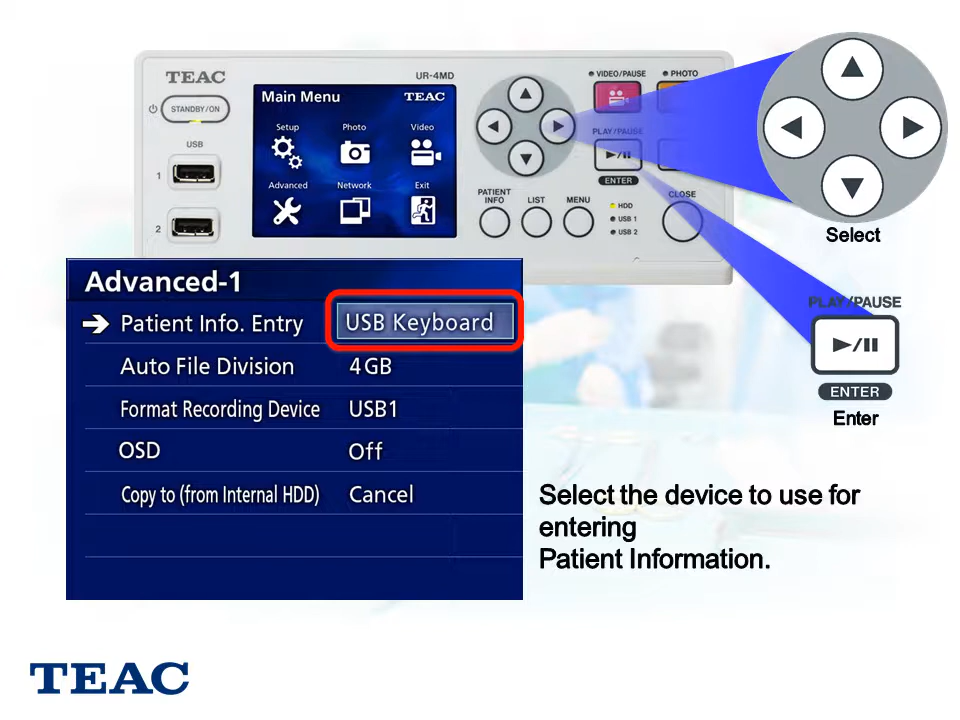 TEAC
UR-4MD
STANDBY/ON
USB
1
2
Main Menu
TEAC
Setup
Photo
Video
Advanced
Network
Exit
VIDEO/PAUSE
PHOTO
PLAY/PAUSE
ENTER
PATIENT
INFO
LIST
MENU
HDD
USB 1
USB 2
CLOSE
Select
PLAY/PAUSE
ENTER
Enter
Advanced-1
Patient Info. Entry USB Keyboard
Auto File Division 4GB
Format Recording Device USB1
OSD Off
Copy to (from Internal HDD) Cancel
Select the device to use for
entering
Patient Information.
TEAC